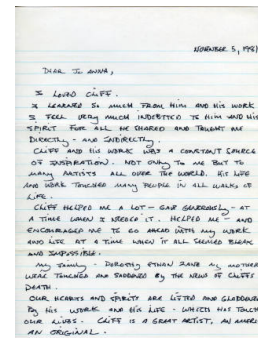 NOVEMBER 5, 1981
DEAR JO ANNA,
I LOVED CLIFF.
I LEARNED SO MUCH FROM HIM AND HIS WORK
I FEEL VERY MUCH INDEBTED TO HIM AND HIS
SPIRIT FOR ALL HE SHARED AND TAUGHT ME
DIRECTLY - AND INDIRECTLY.
CLIFF AND HIS WORK WAS A CONSTANT SOURCE
OF INSPIRATION. NOT ONLY TO ME BUT TO
MANY ARTISTS ALL OVER THE WORLD. HIS LIFE
AND WORK TOUCHED MANY PEOPLE IN ALL WALKS OF
LIFE.
CLIFF HELPED ME A LOT - GAVE GENEROUSLY - AT
A TIME WHEN I NEEDED IT. HELPED ME - AND
ENCOURAGED ME TO GO AHEAD WITH MY WORK
AND LIFE AT A TIME WHEN IT ALL SEEMED BLEAK
AND IMPOSSIBLE.
MY FAMILY - DOROTHY ETHAN ZANE AND MOTHER
WERE TOUCHED AND SADDENED BY THE NEWS OF CLIFF'S
DEATH.
OUR HEARTS AND SPIRITS ARE LIFTED AND GLADDENED
BY HIS WORK AND HIS LIFE - WHICH HAS TOUCH
OUR LIVES - CLIFF IS A GREAT ARTIST, AN AMERI
AN ORIGINAL.